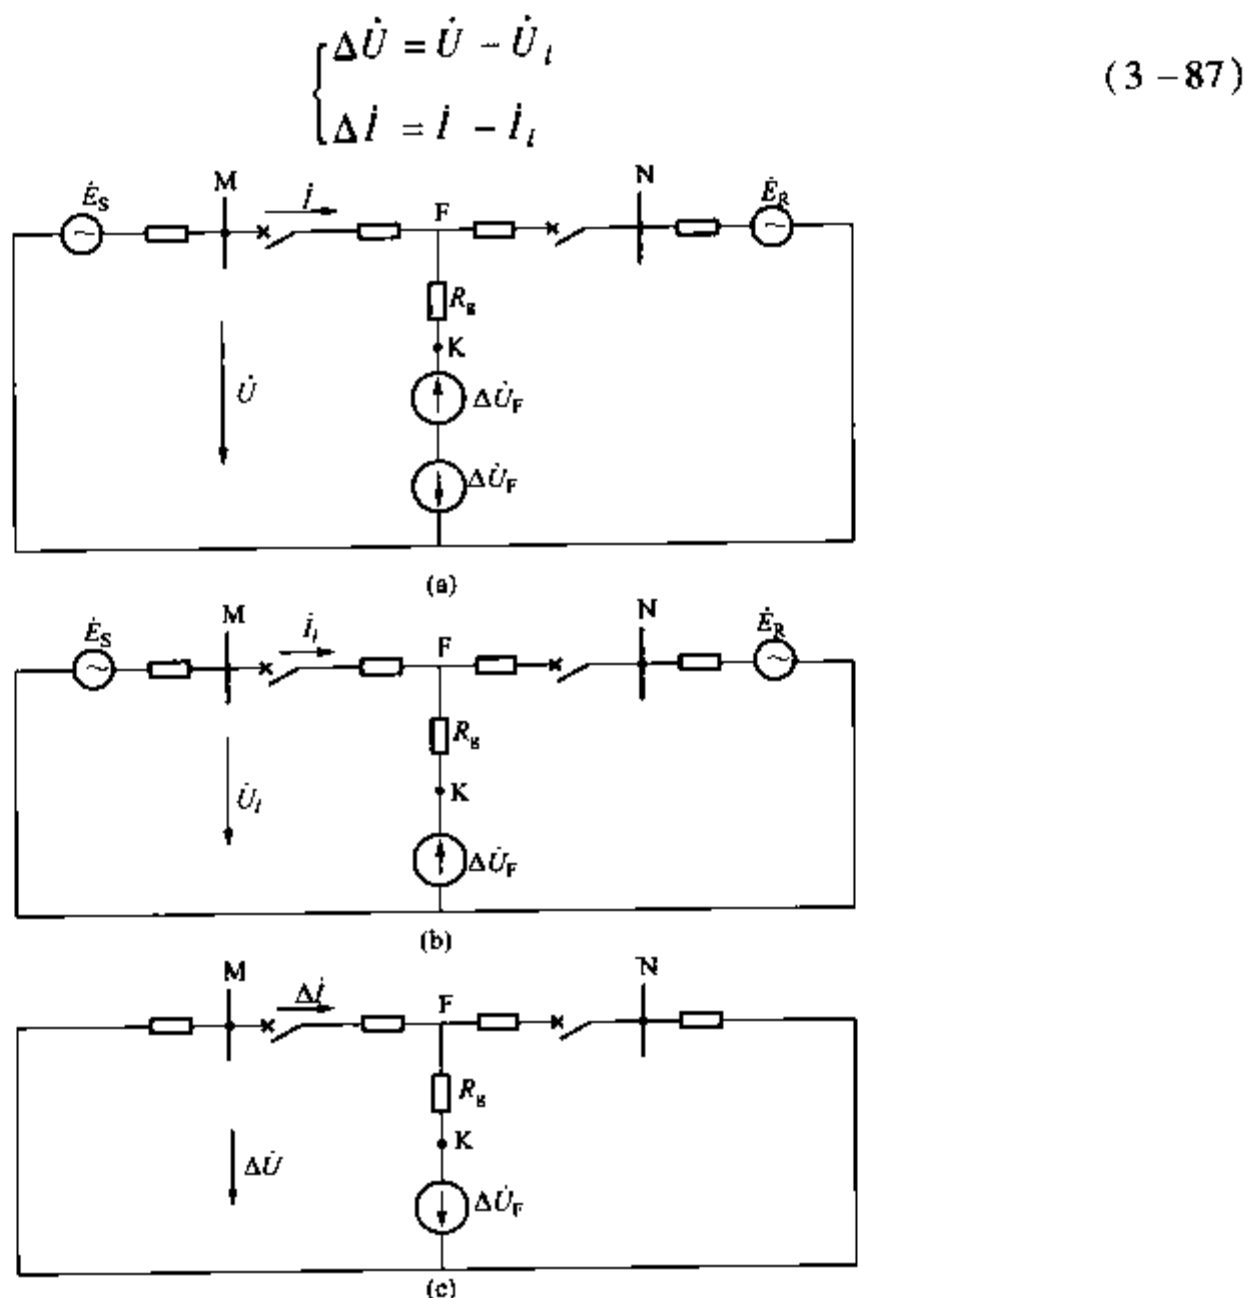 ΔU̇ = U̇ − U̇_l
(3 − 87)
Δİ = İ − İ_l
Ė_S
M
İ
F
N
Ė_R
R_g
K
U̇
ΔU̇_F
ΔU̇_F
(a)
Ė_S
M
İ_l
F
N
Ė_R
R_g
K
U̇_l
ΔU̇_F
(b)
M
Δİ
F
N
R_g
K
ΔU̇
ΔU̇_F
(c)